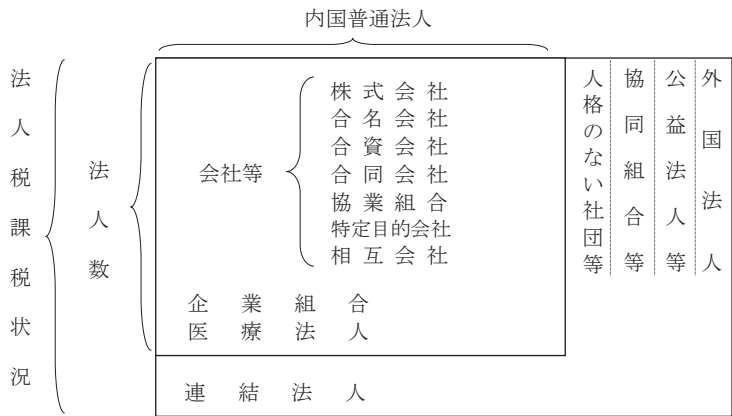 内国普通法人
法人税課税状況
法人数
会社等
株式会社
合名会社
合資会社
合同会社
協業組合
特定目的会社
相互会社
企業組合
医療法人
連結法人
人格のない社団等
協同組合等
公益法人等
外国法人